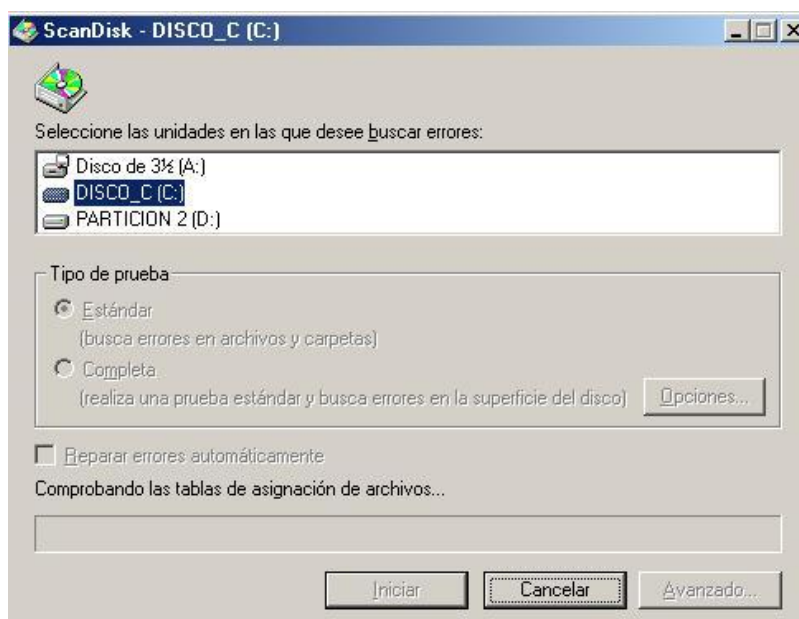 ScanDisk - DISCO_C (C:)
Seleccione las unidades en las que desee buscar errores:
Disco de 3½ (A:)
DISCO_C (C:)
PARTICION 2 (D:)
Tipo de prueba
Estándar
(busca errores en archivos y carpetas)
Completa
(realiza una prueba estándar y busca errores en la superficie del disco)
Opciones...
Reparar errores automáticamente
Comprobando las tablas de asignación de archivos...
Iniciar
Cancelar
Avanzado...